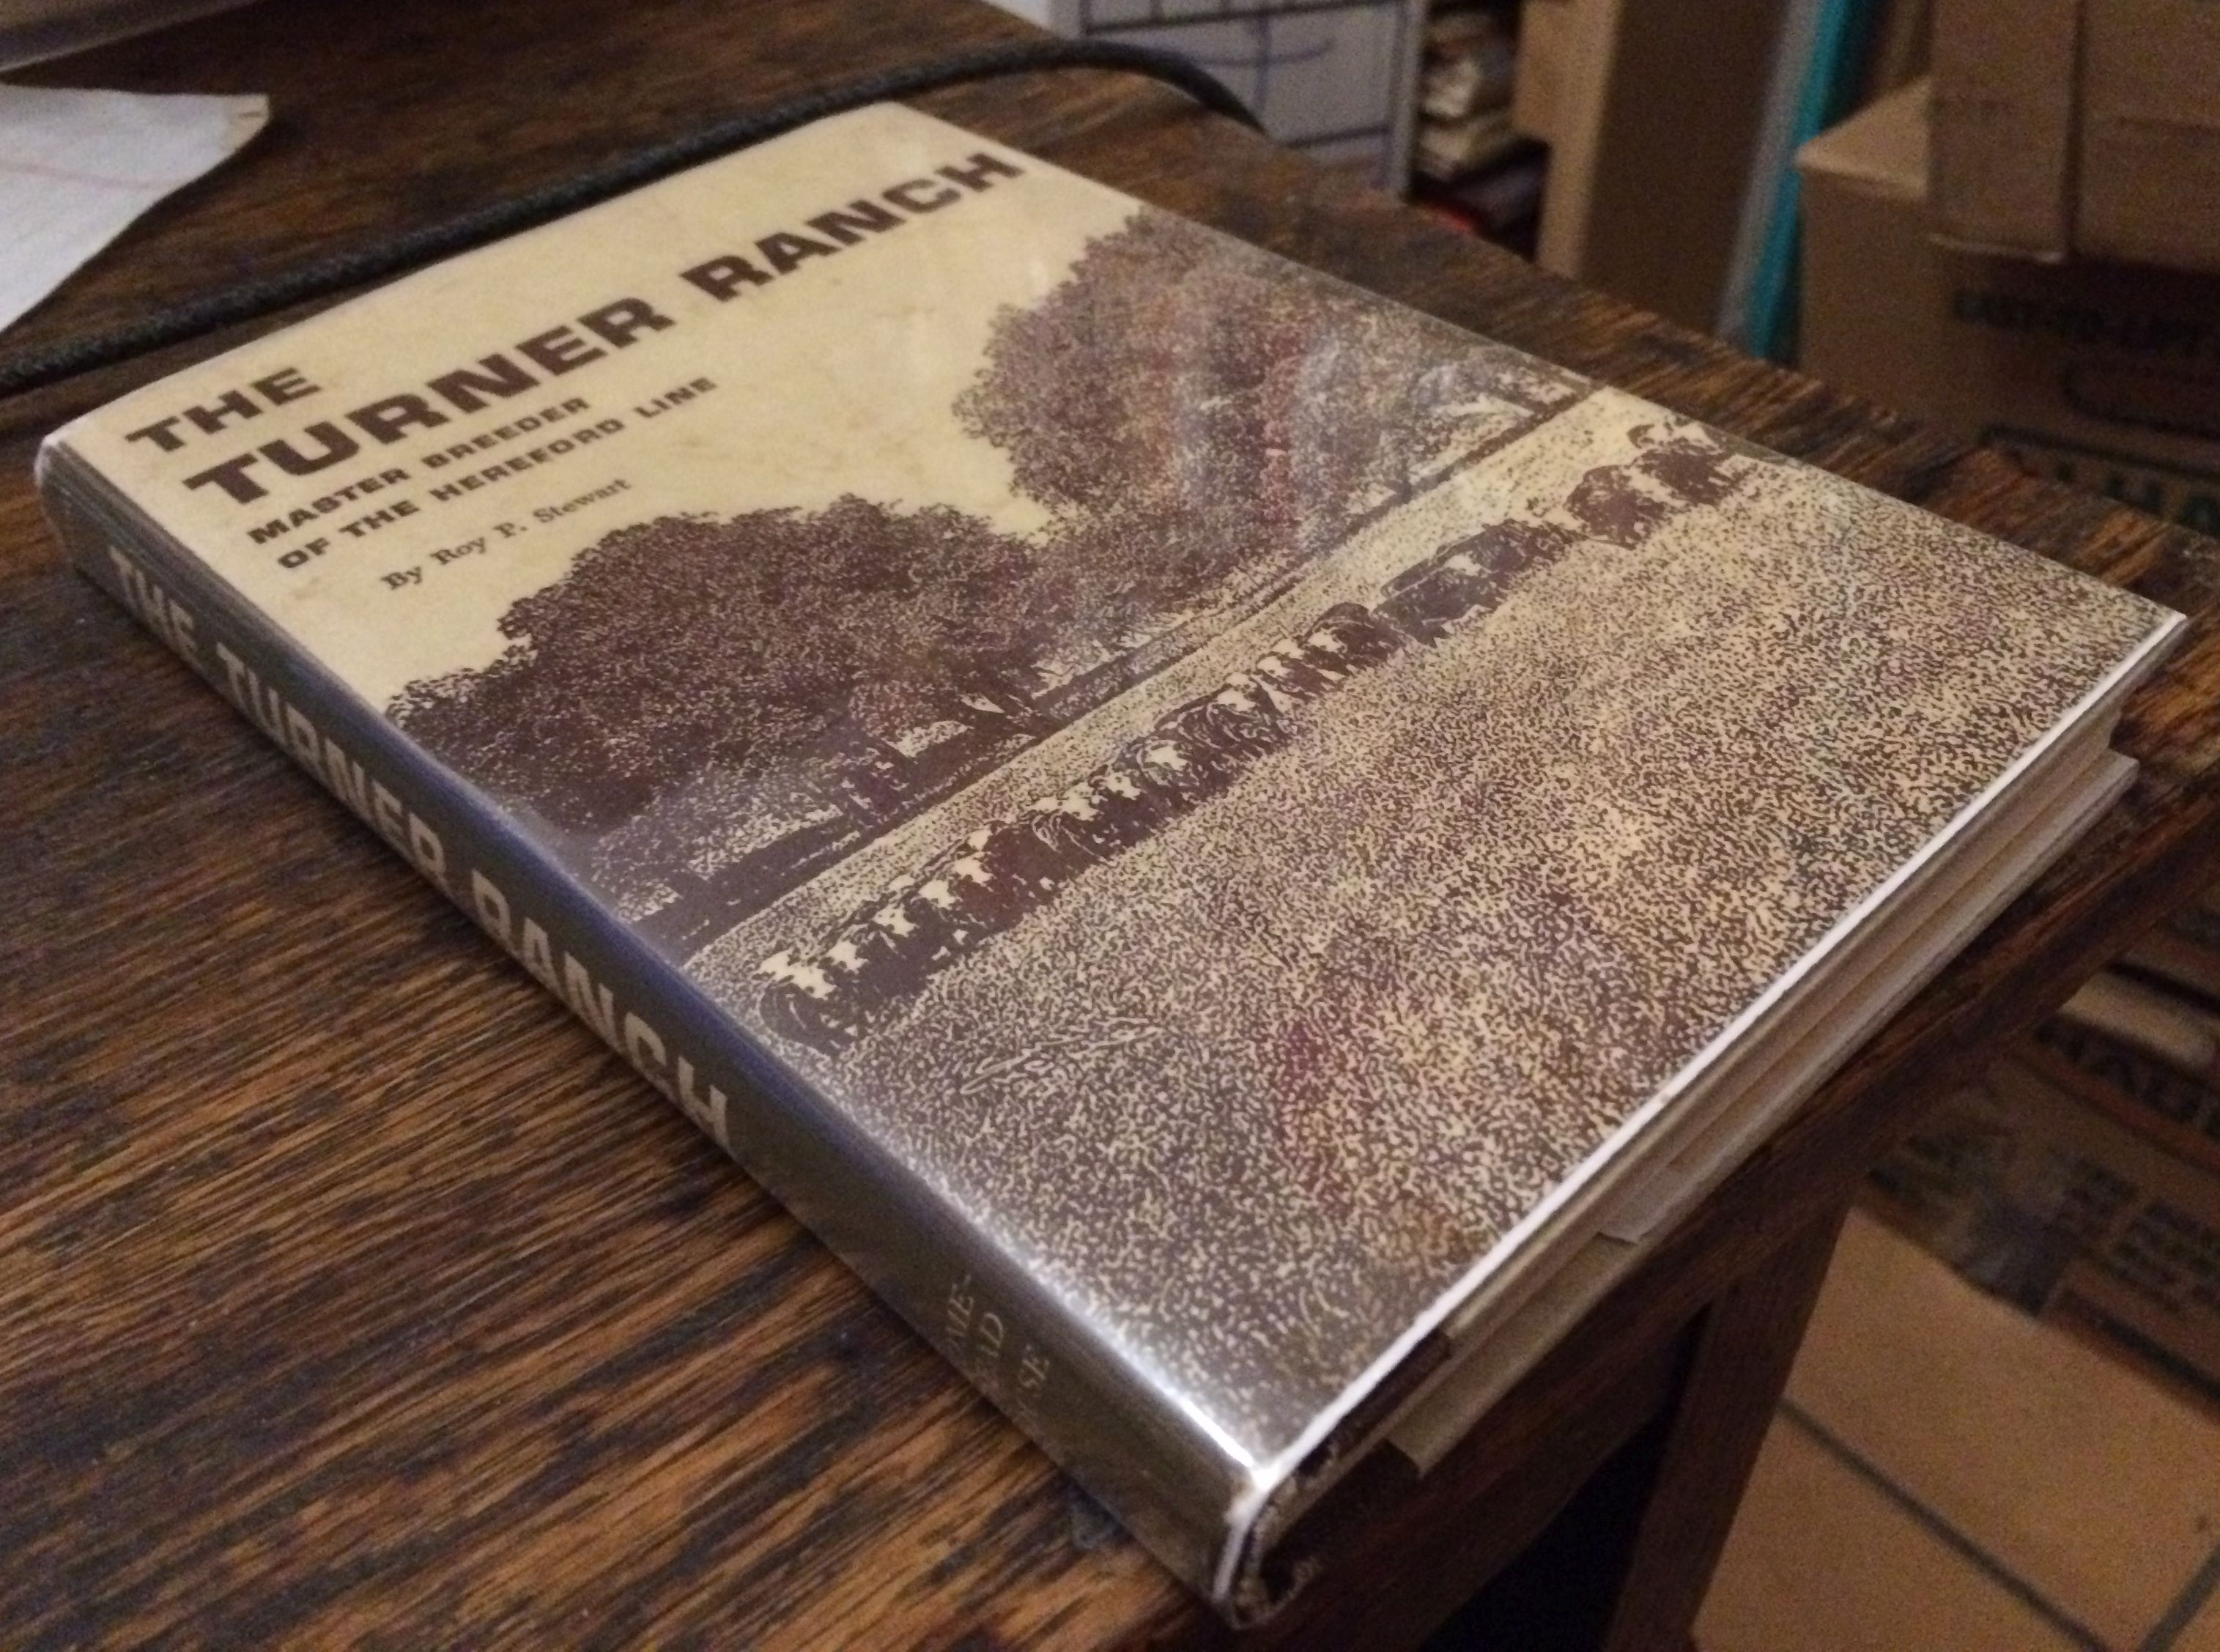 THE
TURNER RANCH
MASTER BREEDER
OF THE HEREFORD LINE
By Roy P. Stewart
THE TURNER RANCH